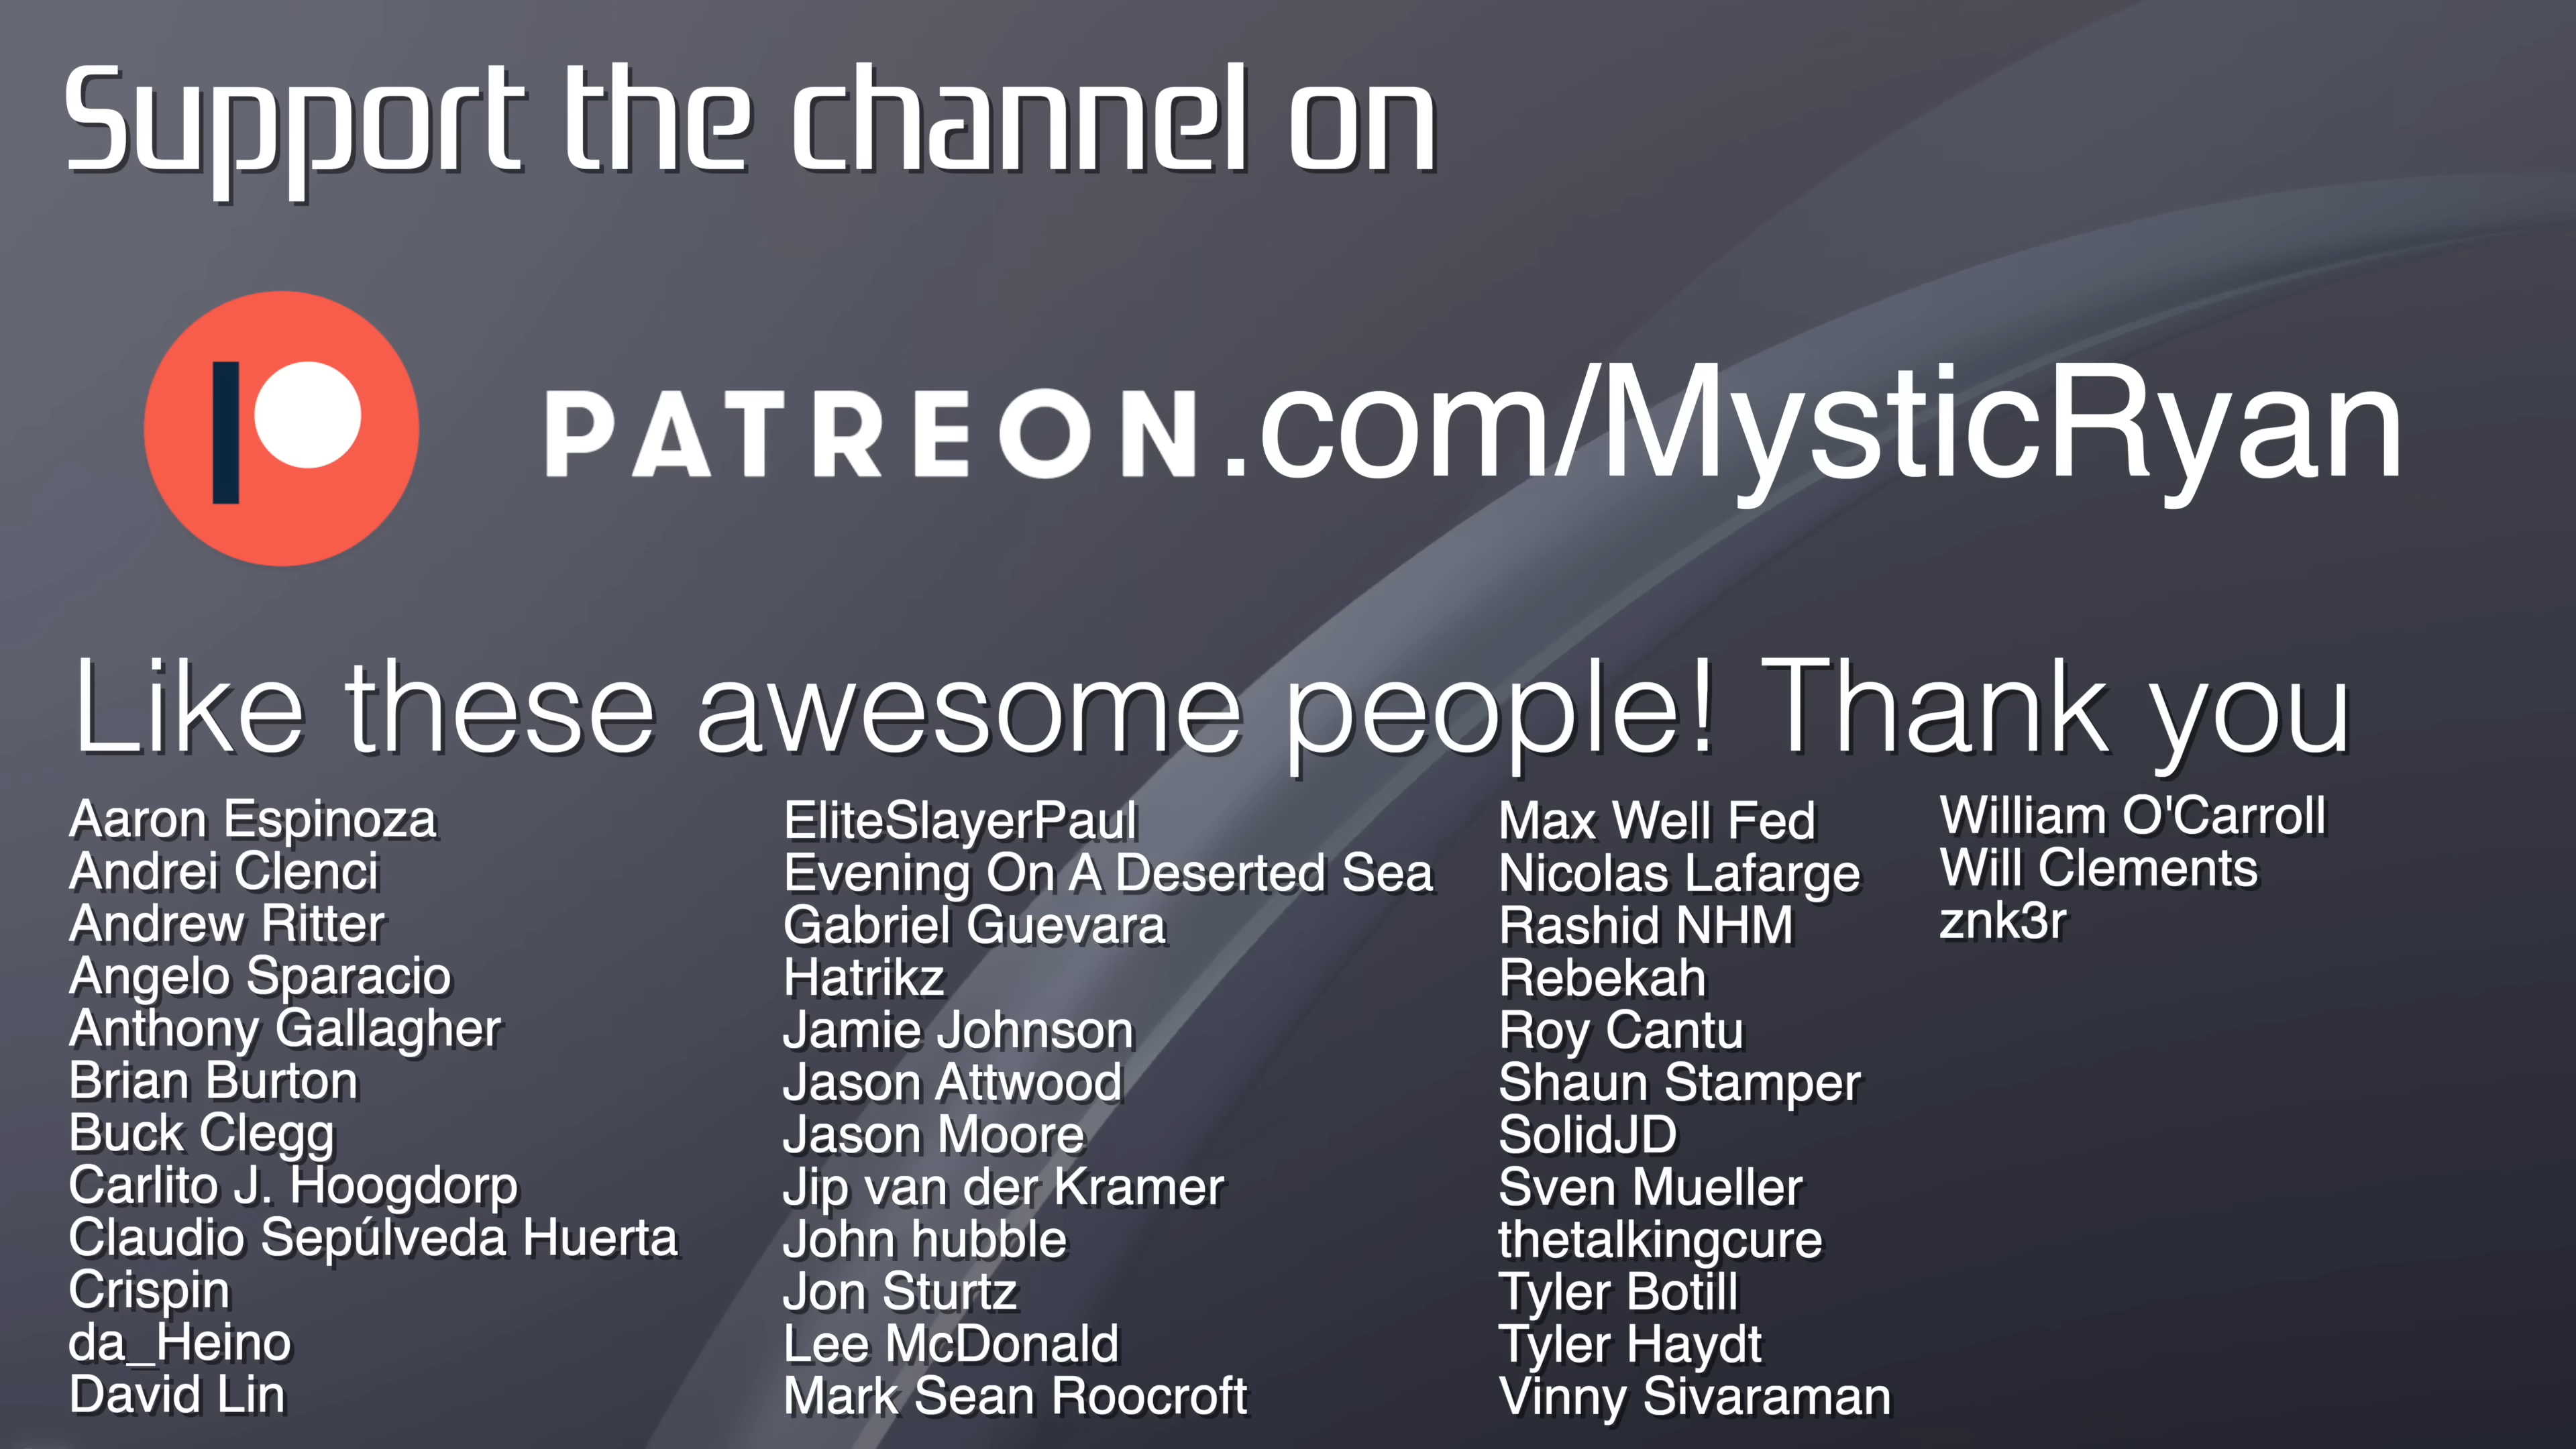 Support the channel on
PATREON.com/MysticRyan
Like these awesome people! Thank you
Aaron Espinoza
Andrei Clenci
Andrew Ritter
Angelo Sparacio
Anthony Gallagher
Brian Burton
Buck Clegg
Carlito J. Hoogdorp
Claudio Sepúlveda Huerta
Crispin
da_Heino
David Lin
EliteSlayerPaul
Evening On A Deserted Sea
Gabriel Guevara
Hatrikz
Jamie Johnson
Jason Attwood
Jason Moore
Jip van der Kramer
John hubble
Jon Sturtz
Lee McDonald
Mark Sean Roocroft
Max Well Fed
Nicolas Lafarge
Rashid NHM
Rebekah
Roy Cantu
Shaun Stamper
SolidJD
Sven Mueller
thetalkingcure
Tyler Botill
Tyler Haydt
Vinny Sivaraman
William O'Carroll
Will Clements
znk3r